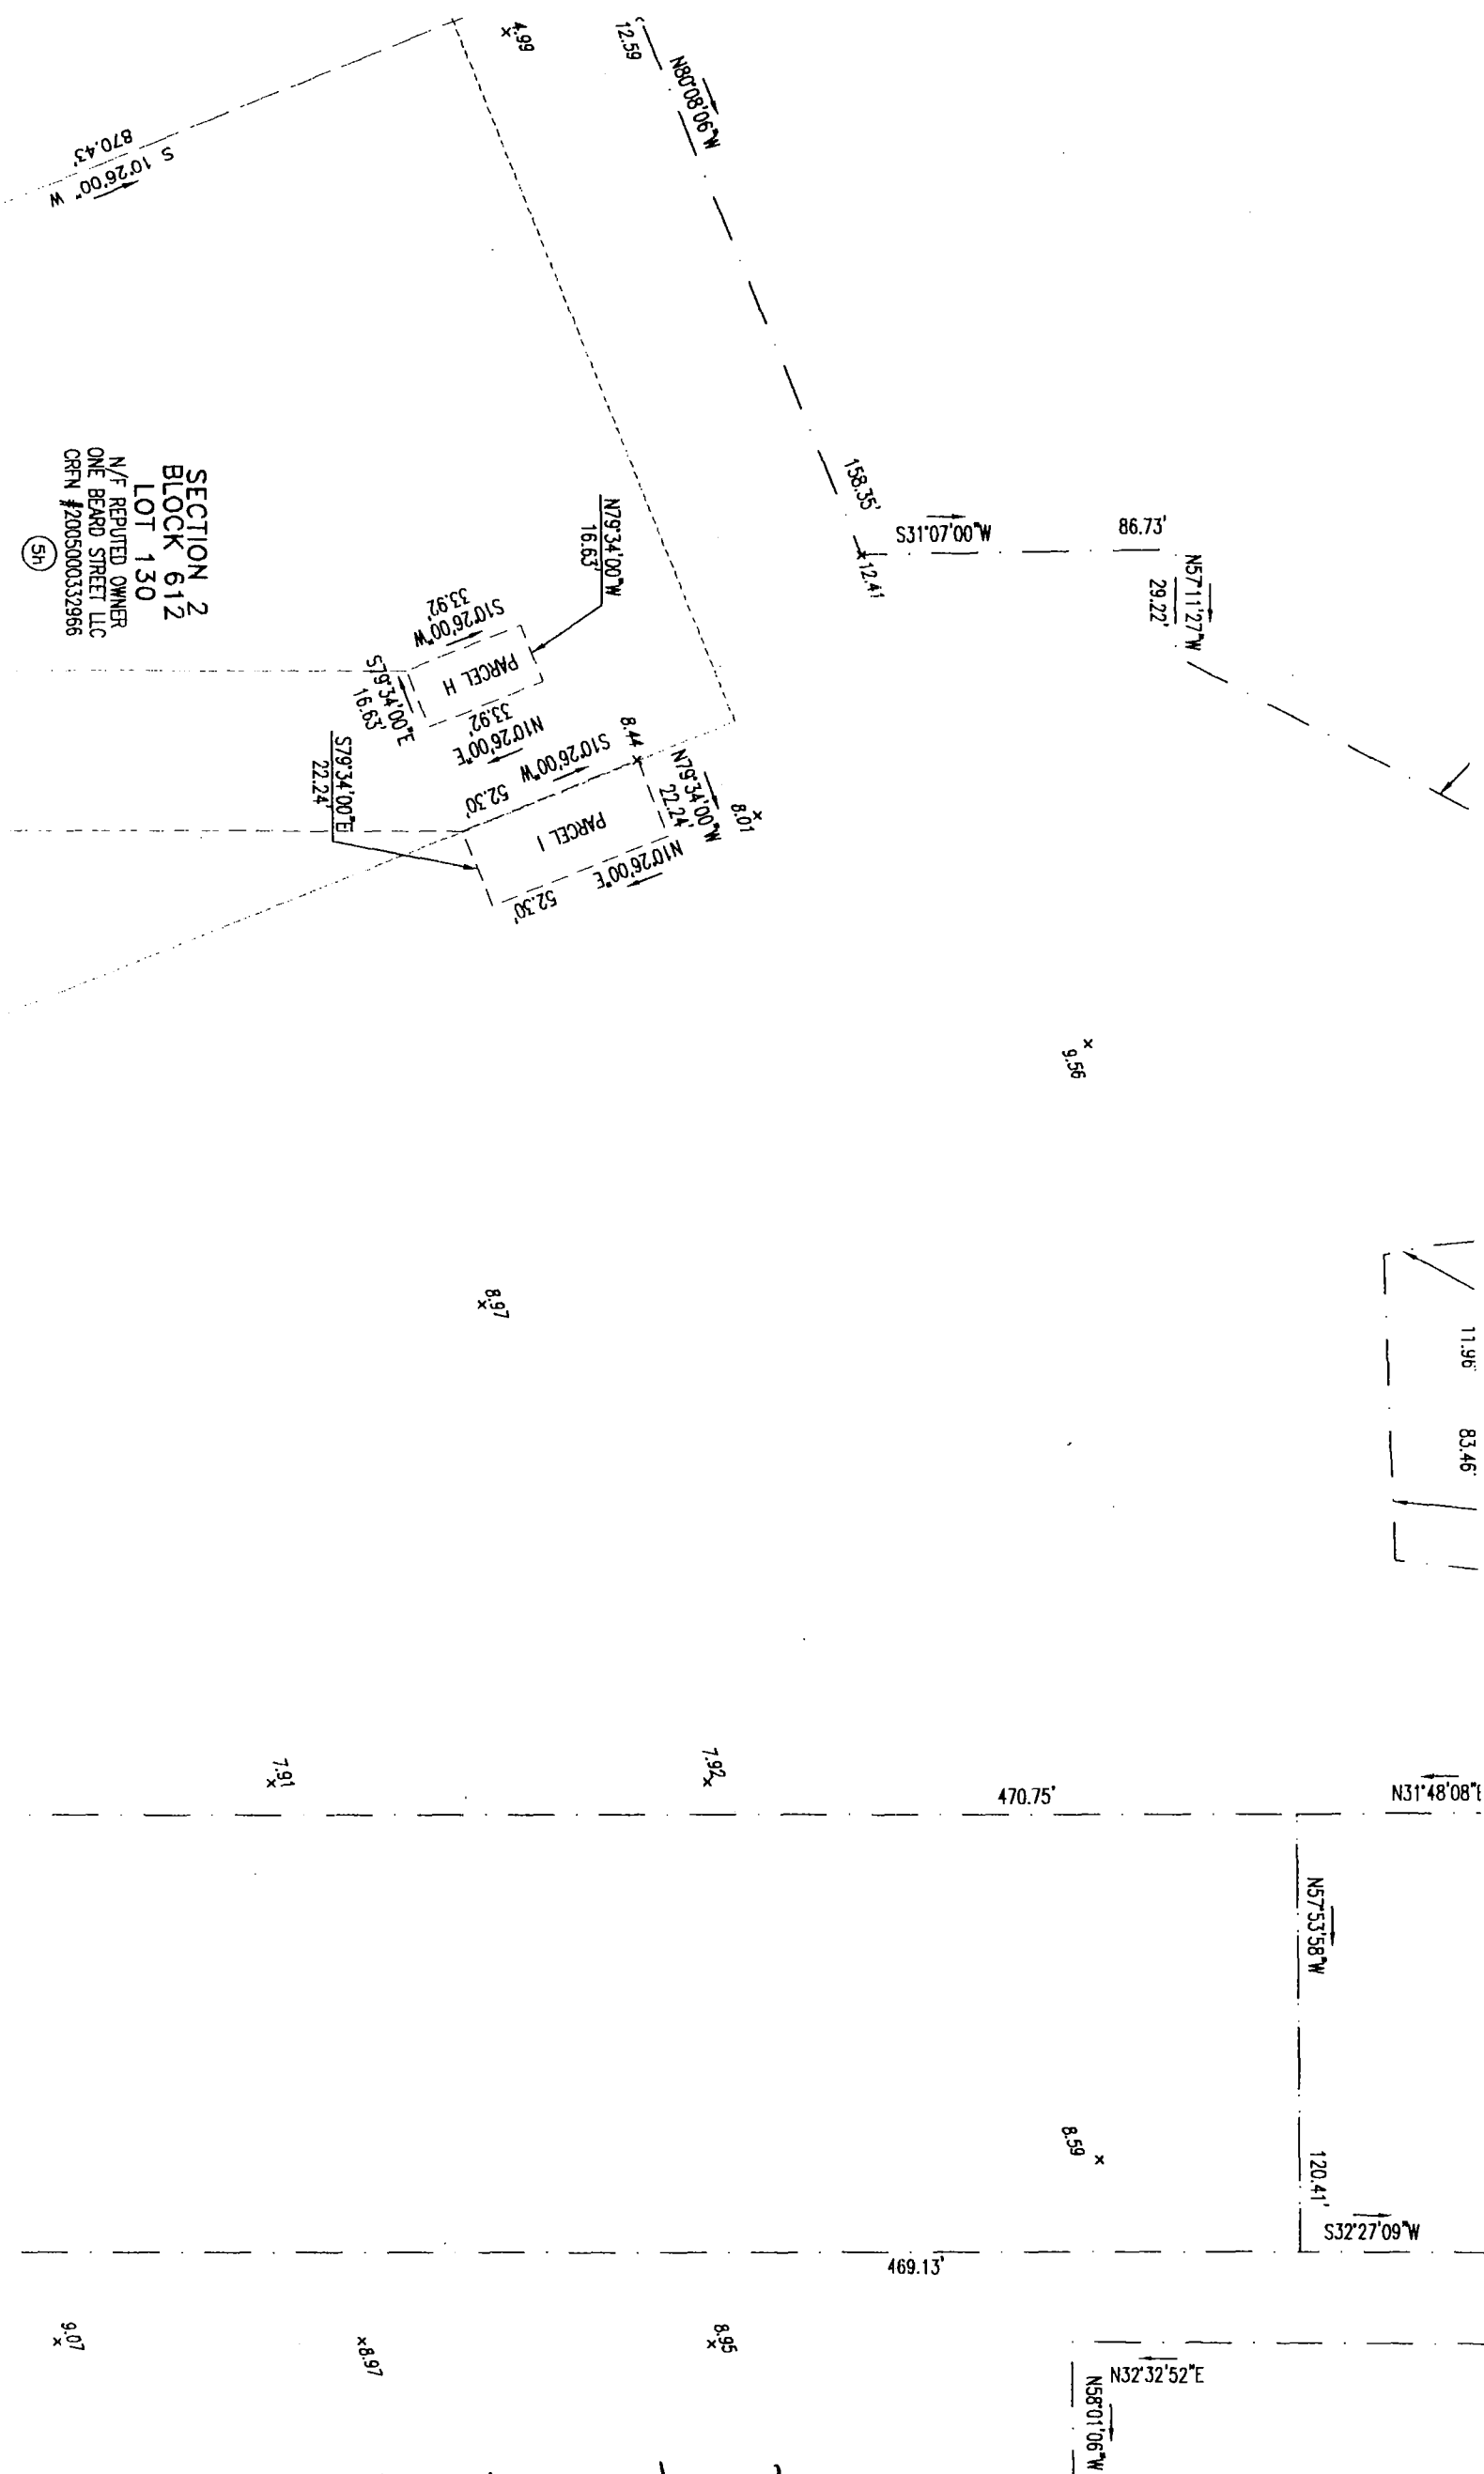 4.99
12.59
N80°08'06"W
870.43'
S 10°26'00" W
158.35'
12.41
S31°07'00"W
86.73'
N57°11'27"W
29.22'
SECTION 2
BLOCK 612
LOT 130
N/F REPUTED OWNER
ONE BEARD STREET LLC
CRFN #2005000332966
5h
N79°34'00"W
16.63'
S10°26'00"W
33.92'
PARCEL H
S79°34'00"E
16.63'
33.92'
N10°26'00"E
S79°34'00"E
22.24'
8.44
S10°26'00"W
52.30'
PARCEL I
N79°34'00"W
22.24'
8.01
N10°26'00"E
52.30'
9.56
8.97
11.96'
83.46'
7.91
7.92
470.75'
N31°48'08"E
N57°53'58"W
120.41'
8.59
S32°27'09"W
469.13'
9.07
8.97
8.95
N32°32'52"E
N58°01'06"W